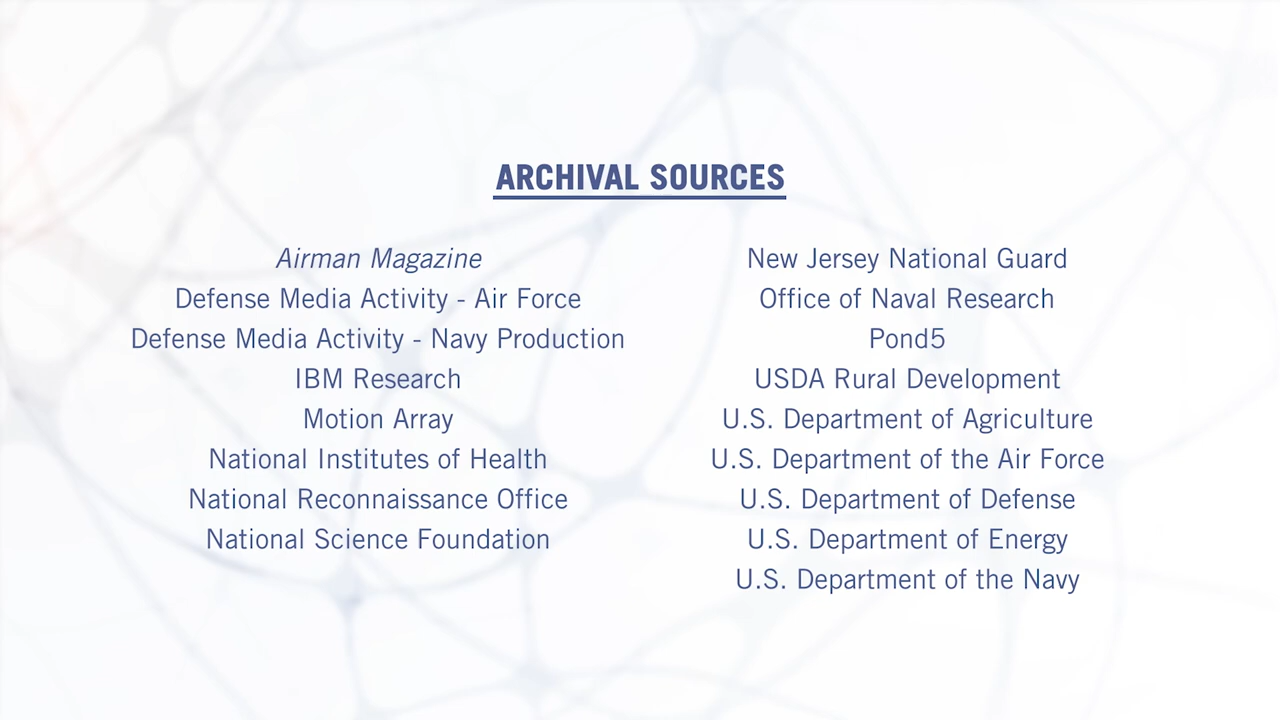 ARCHIVAL SOURCES
Airman Magazine
Defense Media Activity - Air Force
Defense Media Activity - Navy Production
IBM Research
Motion Array
National Institutes of Health
National Reconnaissance Office
National Science Foundation
New Jersey National Guard
Office of Naval Research
Pond5
USDA Rural Development
U.S. Department of Agriculture
U.S. Department of the Air Force
U.S. Department of Defense
U.S. Department of Energy
U.S. Department of the Navy